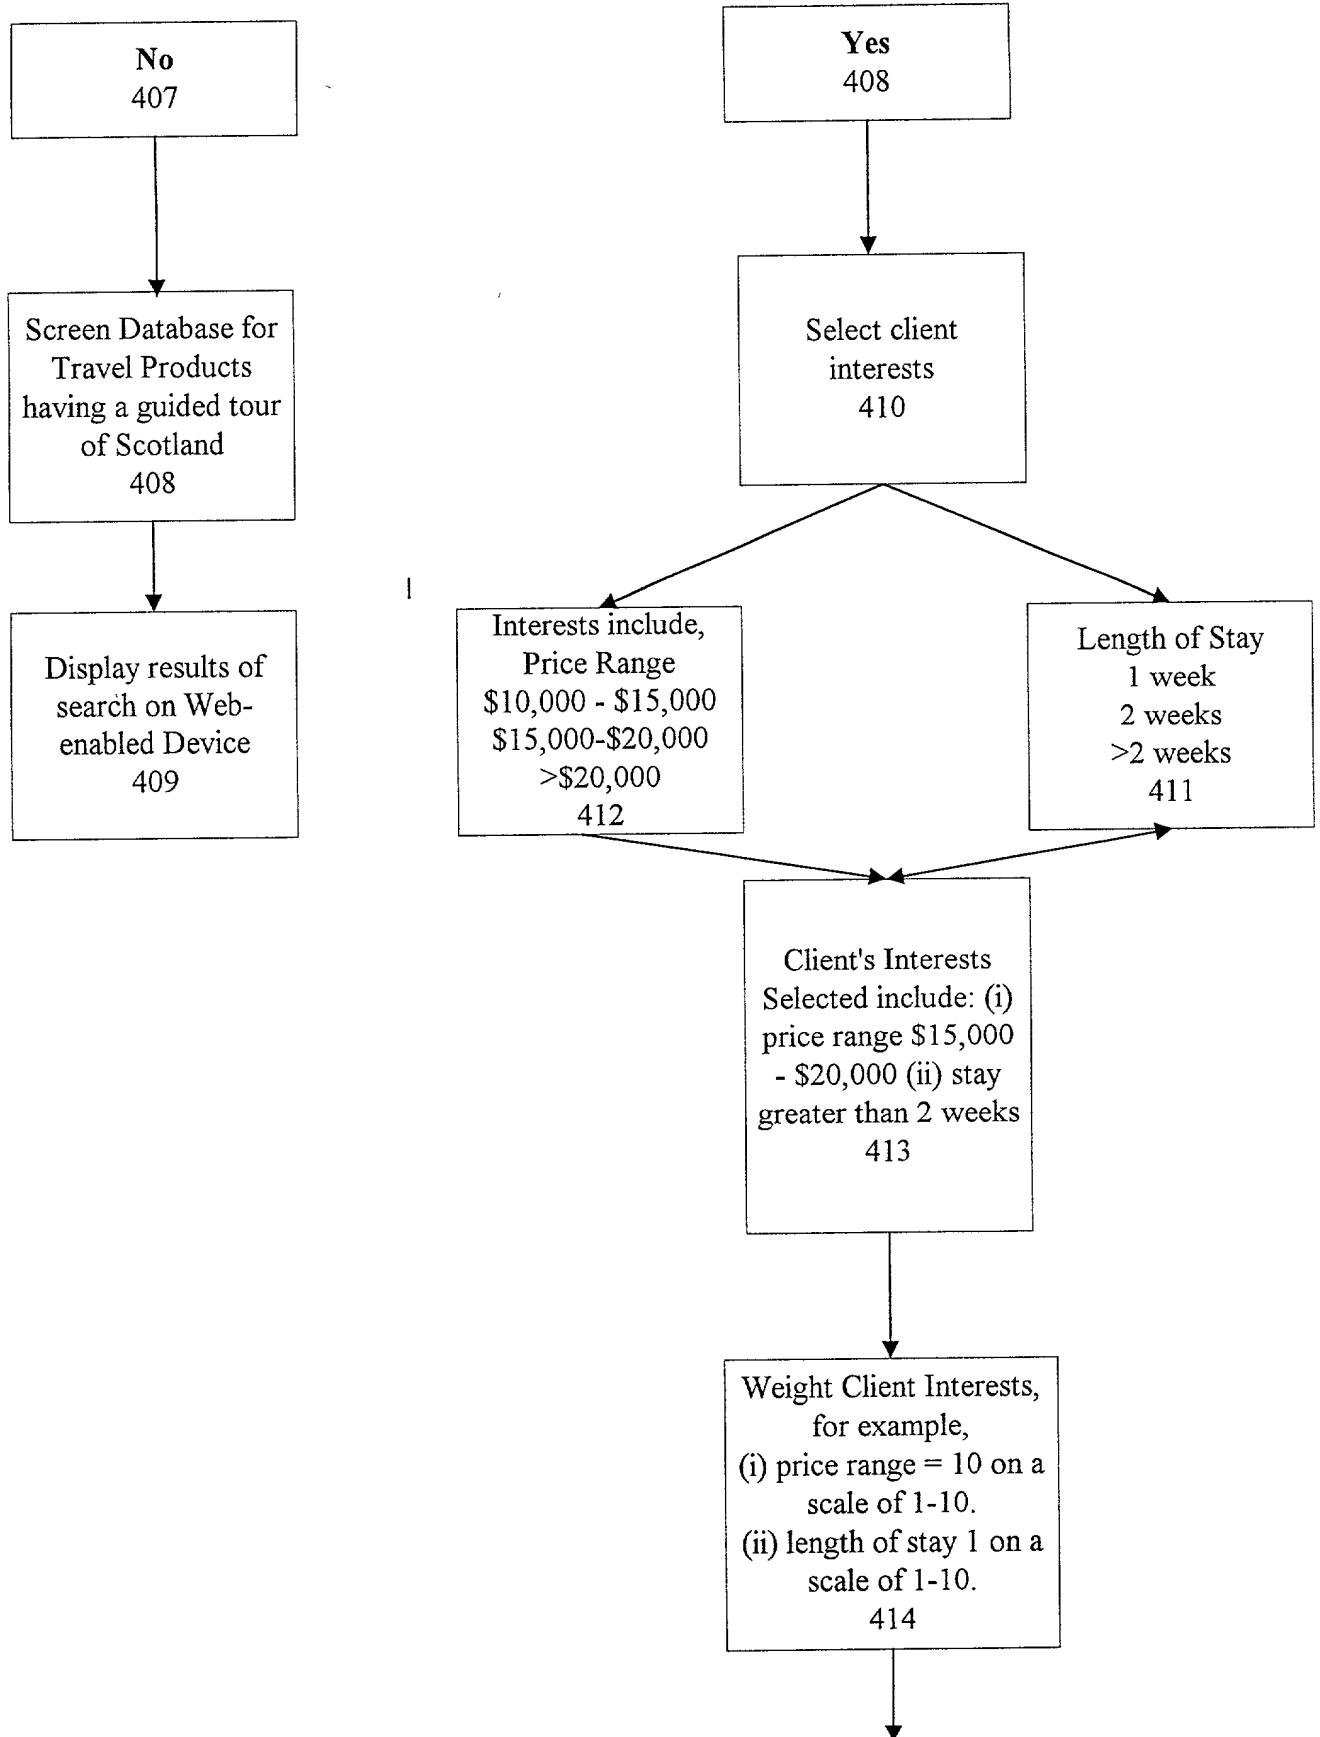 No
407
Screen Database for
Travel Products
having a guided tour
of Scotland
408
Display results of
search on Web-
enabled Device
409
Yes
408
Select client
interests
410
Interests include,
Price Range
$10,000 - $15,000
$15,000-$20,000
>$20,000
412
Length of Stay
1 week
2 weeks
>2 weeks
411
Client's Interests
Selected include: (i)
price range $15,000
- $20,000 (ii) stay
greater than 2 weeks
413
Weight Client Interests,
for example,
(i) price range = 10 on a
scale of 1-10.
(ii) length of stay 1 on a
scale of 1-10.
414